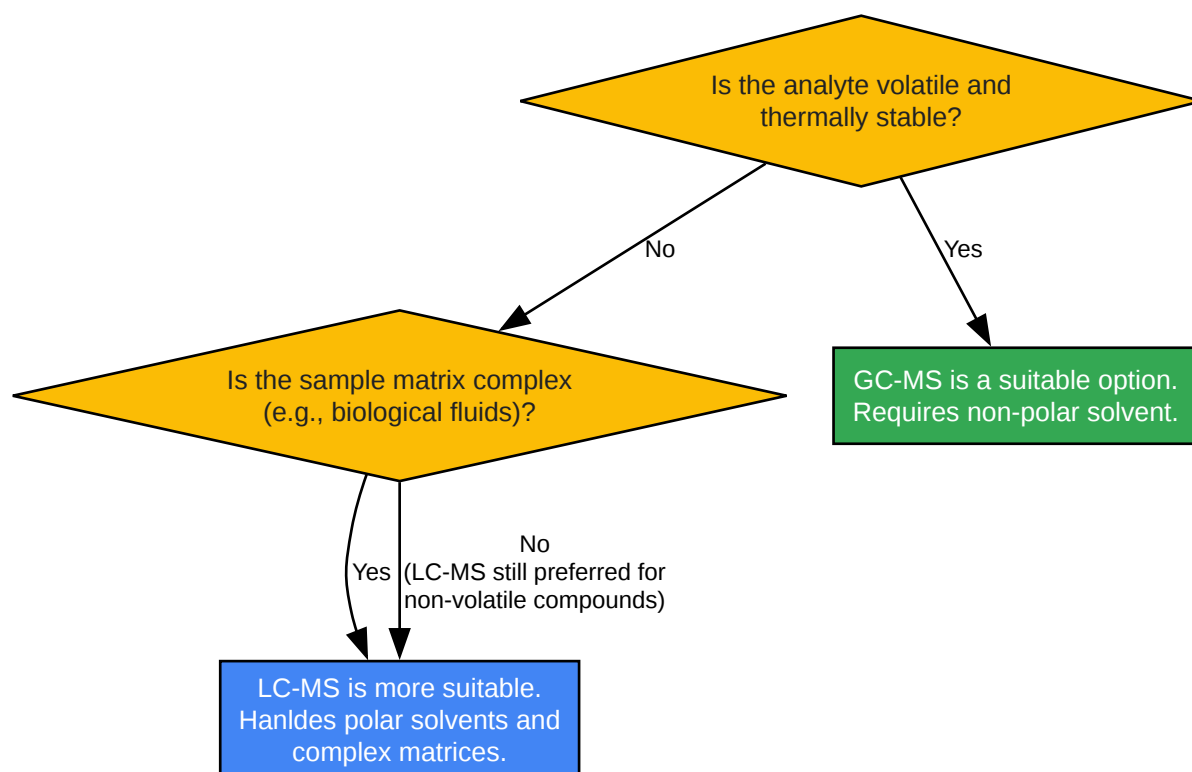 Is the analyte volatile and
thermally stable?
No
Yes
Is the sample matrix complex
(e.g., biological fluids)?
GC-MS is a suitable option.
Requires non-polar solvent.
Yes
No
(LC-MS still preferred for
non-volatile compounds)
LC-MS is more suitable.
Hanldes polar solvents and
complex matrices.